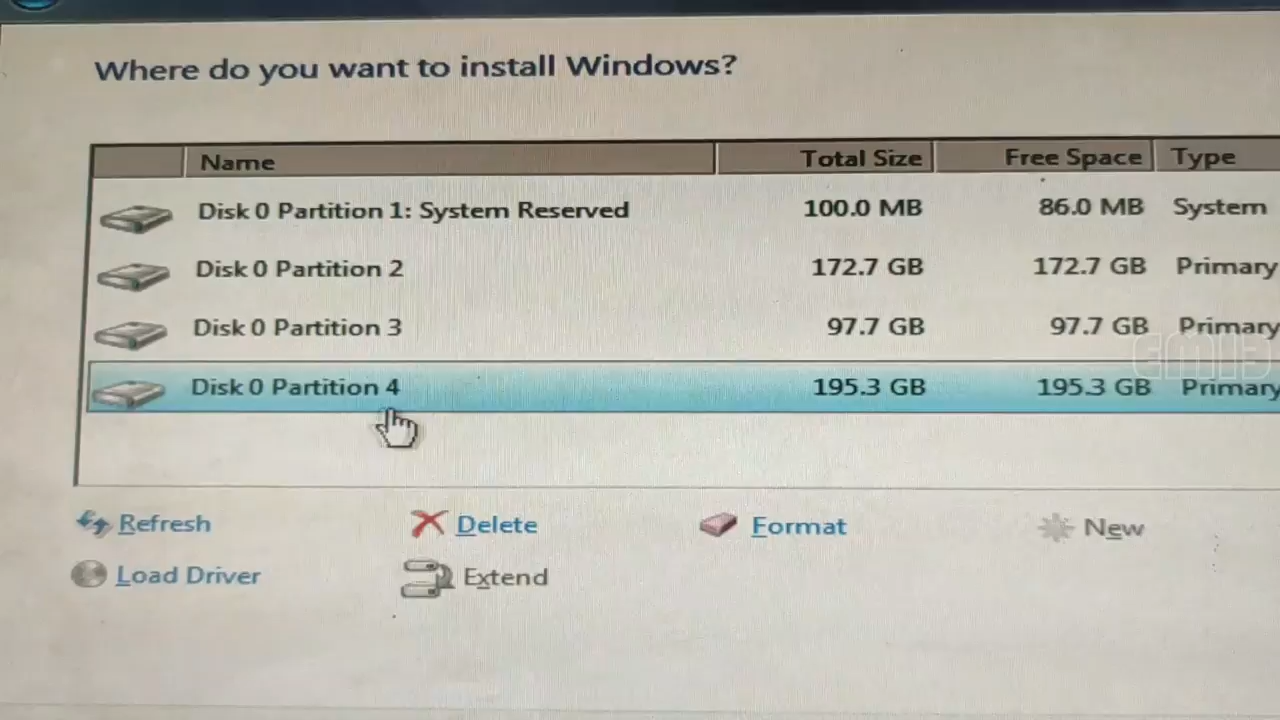 Where do you want to install Windows?
Name Total Size Free Space Type
Disk 0 Partition 1: System Reserved 100.0 MB 86.0 MB System
Disk 0 Partition 2 172.7 GB 172.7 GB Primary
Disk 0 Partition 3 97.7 GB 97.7 GB Primary
Disk 0 Partition 4 195.3 GB 195.3 GB Primary
Refresh Delete Format New
Load Driver Extend